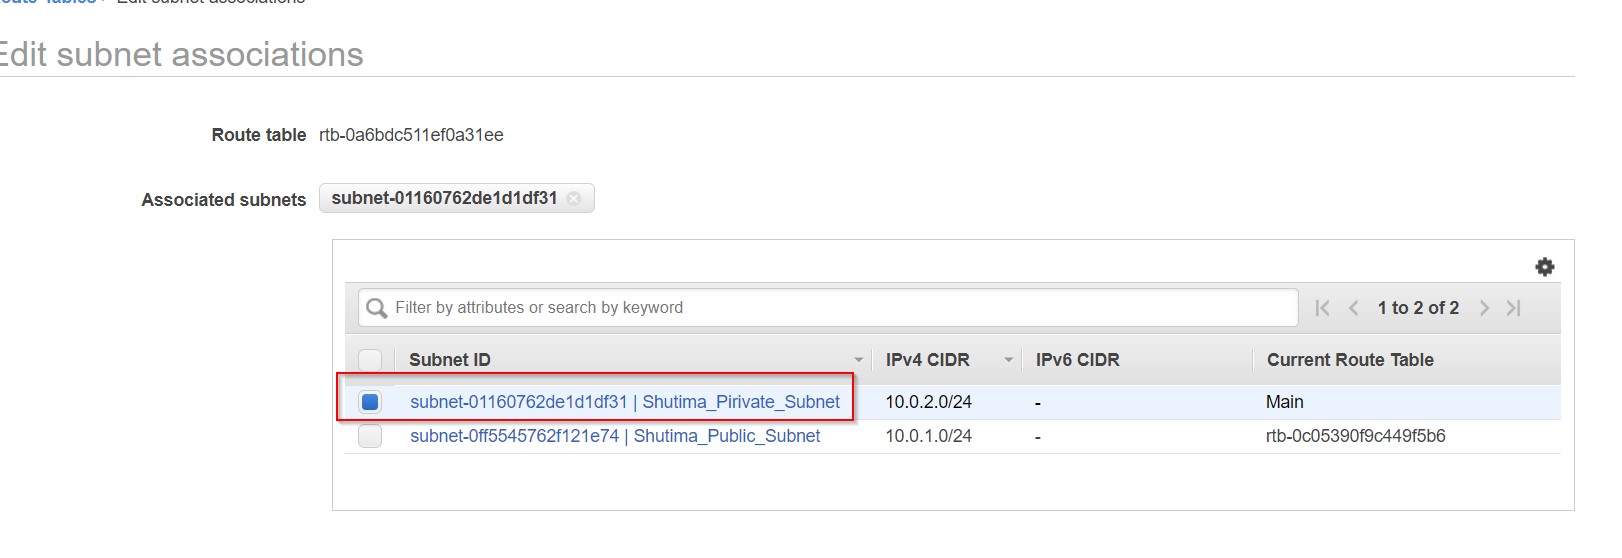 Edit subnet associations
Edit subnet associations
Route table rtb-0a6bdc511ef0a31ee
Associated subnets subnet-01160762de1d1df31
Filter by attributes or search by keyword 1 to 2 of 2
Subnet ID IPv4 CIDR IPv6 CIDR Current Route Table
subnet-01160762de1d1df31 | Shutima_Pirivate_Subnet 10.0.2.0/24 - Main
subnet-0ff5545762f121e74 | Shutima_Public_Subnet 10.0.1.0/24 - rtb-0c05390f9c449f5b6